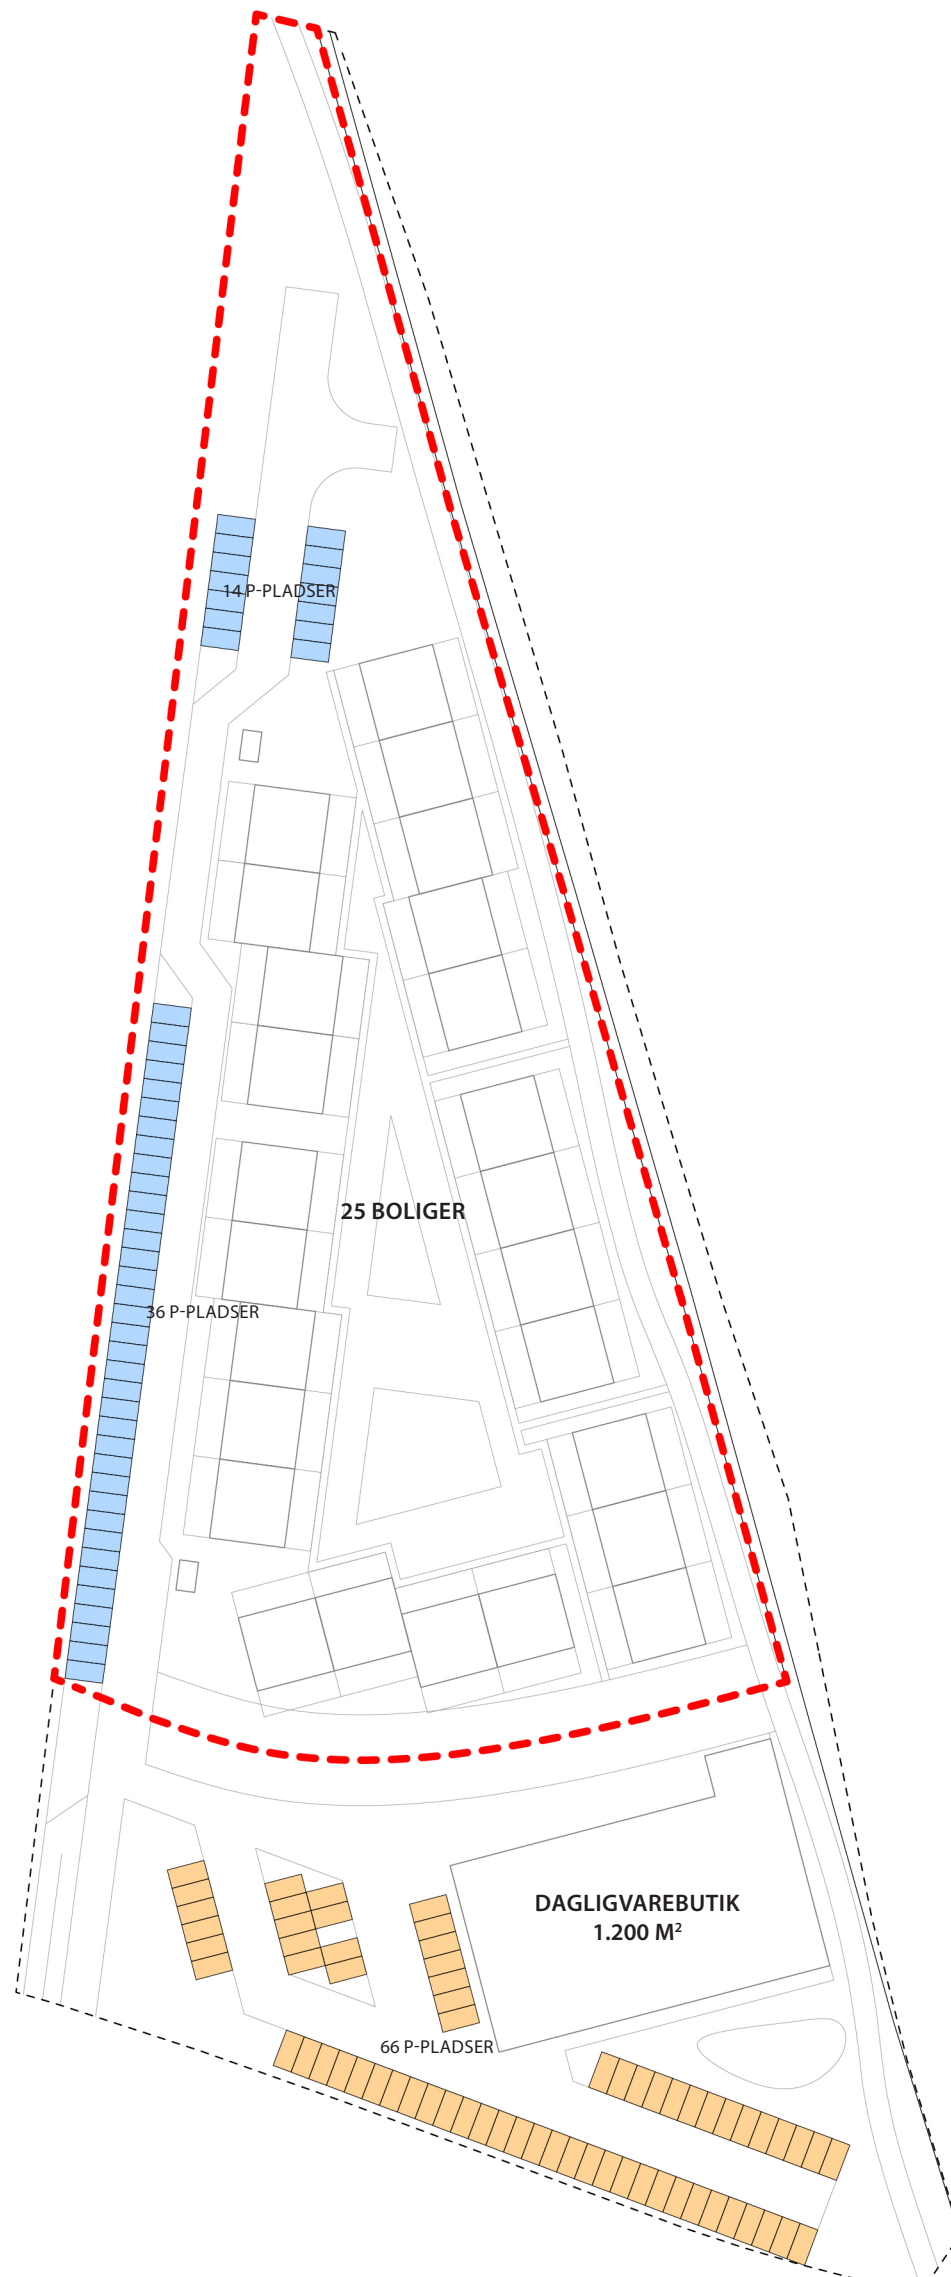 14 P-PLADSER
25 BOLIGER
36 P-PLADSER
DAGLIGVAREBUTIK
1.200 M²
66 P-PLADSER